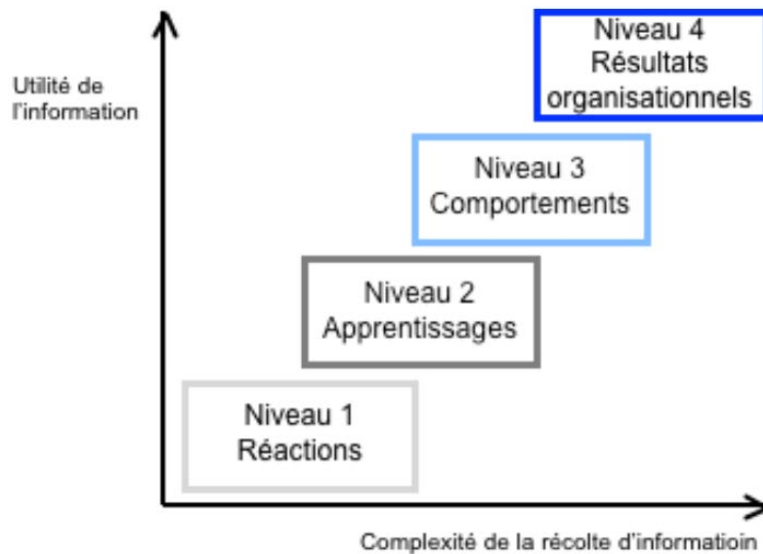 Niveau 4
Résultats
organisationnels
Utilité de
l'information
Niveau 3
Comportements
Niveau 2
Apprentissages
Niveau 1
Réactions
Complexité de la récolte d'informatioin